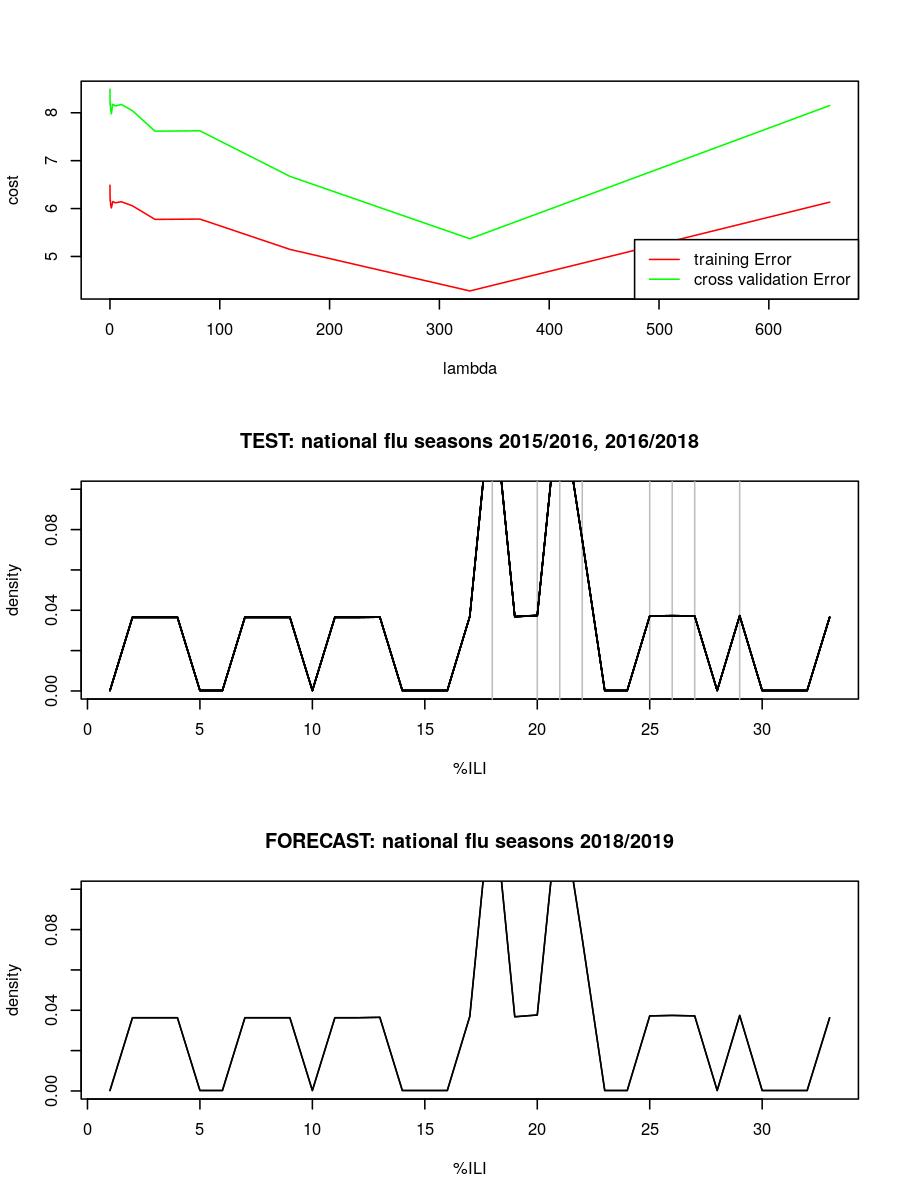 cost
8
7
6
5
training Error
cross validation Error
0 100 200 300 400 500 600
lambda
TEST: national flu seasons 2015/2016, 2016/2018
density
0.08
0.04
0.00
0 5 10 15 20 25 30
%ILI
FORECAST: national flu seasons 2018/2019
density
0.08
0.04
0.00
0 5 10 15 20 25 30
%ILI